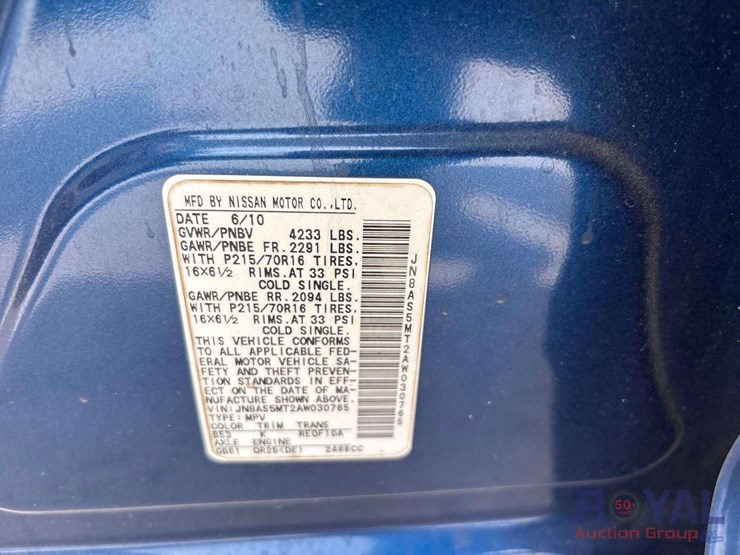 MFD BY NISSAN MOTOR CO.,LTD.
DATE 6/10
GVWR/PNBV 4233 LBS.
GAWR/PNBE FR. 2291 LBS.
WITH P215/70R16 TIRES,
16X6½ RIMS. AT 33 PSI
COLD SINGLE.
GAWR/PNBE RR. 2094 LBS.
WITH P215/70R16 TIRES,
16X6½ RIMS. AT 33 PSI
COLD SINGLE.
THIS VEHICLE CONFORMS
TO ALL APPLICABLE FED-
ERAL MOTOR VEHICLE SA-
FETY AND THEFT PREVEN-
TION STANDARDS IN EFF-
ECT ON THE DATE OF MA-
NUFACTURE SHOWN ABOVE.
VIN: JN8AS5MT2AW030765
TYPE: MPV
COLOR TRIM TRANS
B53 K RE0F10A
AXLE ENGINE
QR25(DE) 2488CC
JN8AS5MT2AW030765
50
ROYAL
Auction Group